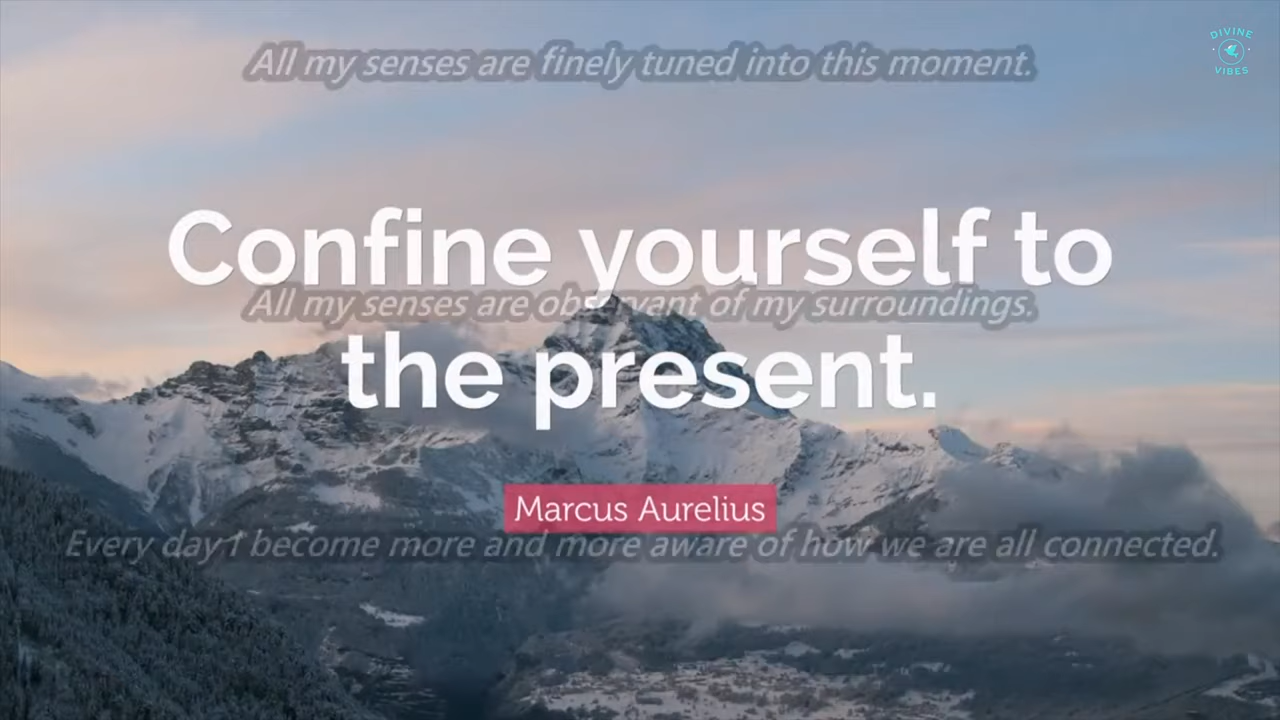 All my senses are finely tuned into this moment.
DIVINE
VIBES
Confine yourself to
All my senses are observant of my surroundings.
the present.
Marcus Aurelius
Every day I become more and more aware of how we are all connected.